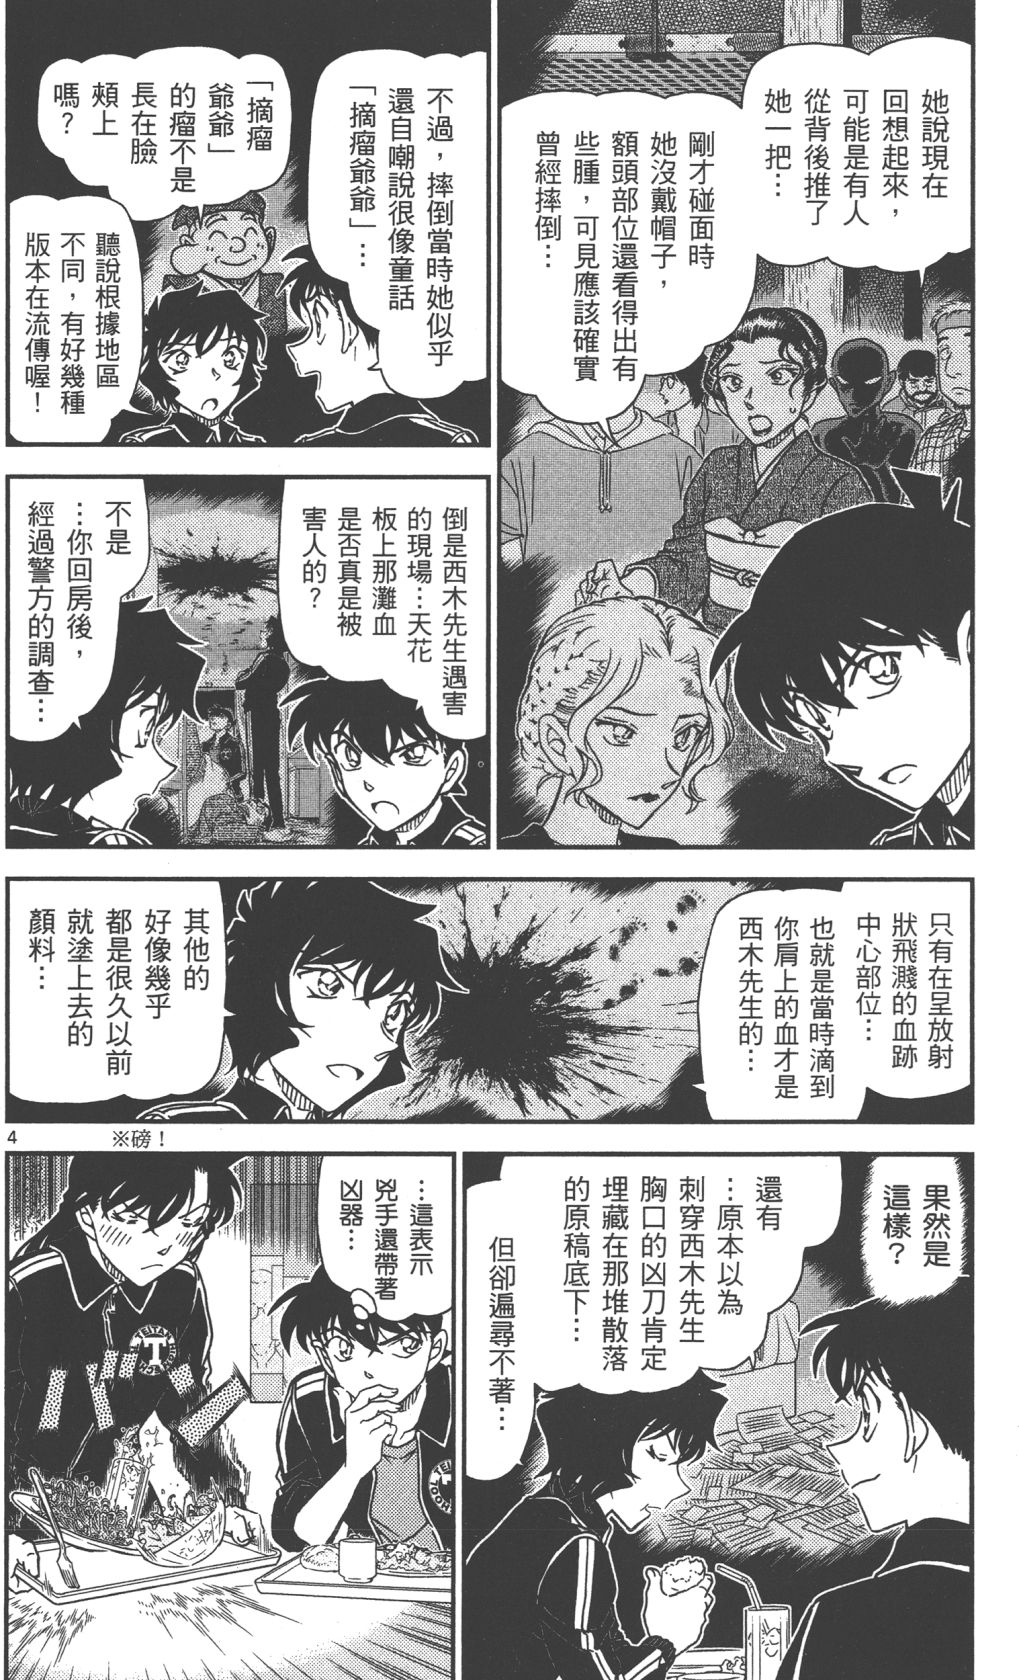 她說現在
回想起來，
可能是有人
從背後推了
她一把…
剛才碰面時
她沒戴帽子，
額頭部位還看得出有
些腫，可見應該確實
曾經摔倒…
不過，摔倒當時她似乎
還自嘲說很像童話
「摘瘤爺爺」…
「摘瘤
爺爺」
的瘤不是
長在臉
頰上
嗎？
聽說根據地區
不同，有好幾種
版本在流傳喔！
倒是西木先生遇害
的現場…天花
板上那灘血
是否真是被
害人的？
不是
…你回房後，
經過警方的調查…
只有在呈放射
狀飛濺的血跡
中心部位…
也就是當時滴到
你肩上的血才是
西木先生的…
其他的
好像幾乎
都是很久以前
就塗上去的
顏料…
4
※磅！
果然是
這樣？
還有
…原本以為
刺穿西木先生
胸口的凶刀肯定
埋藏在那堆散落
的原稿底下…
但卻遍尋不著…
…這表示
兇手還帶著
凶器…
TEITAN
T